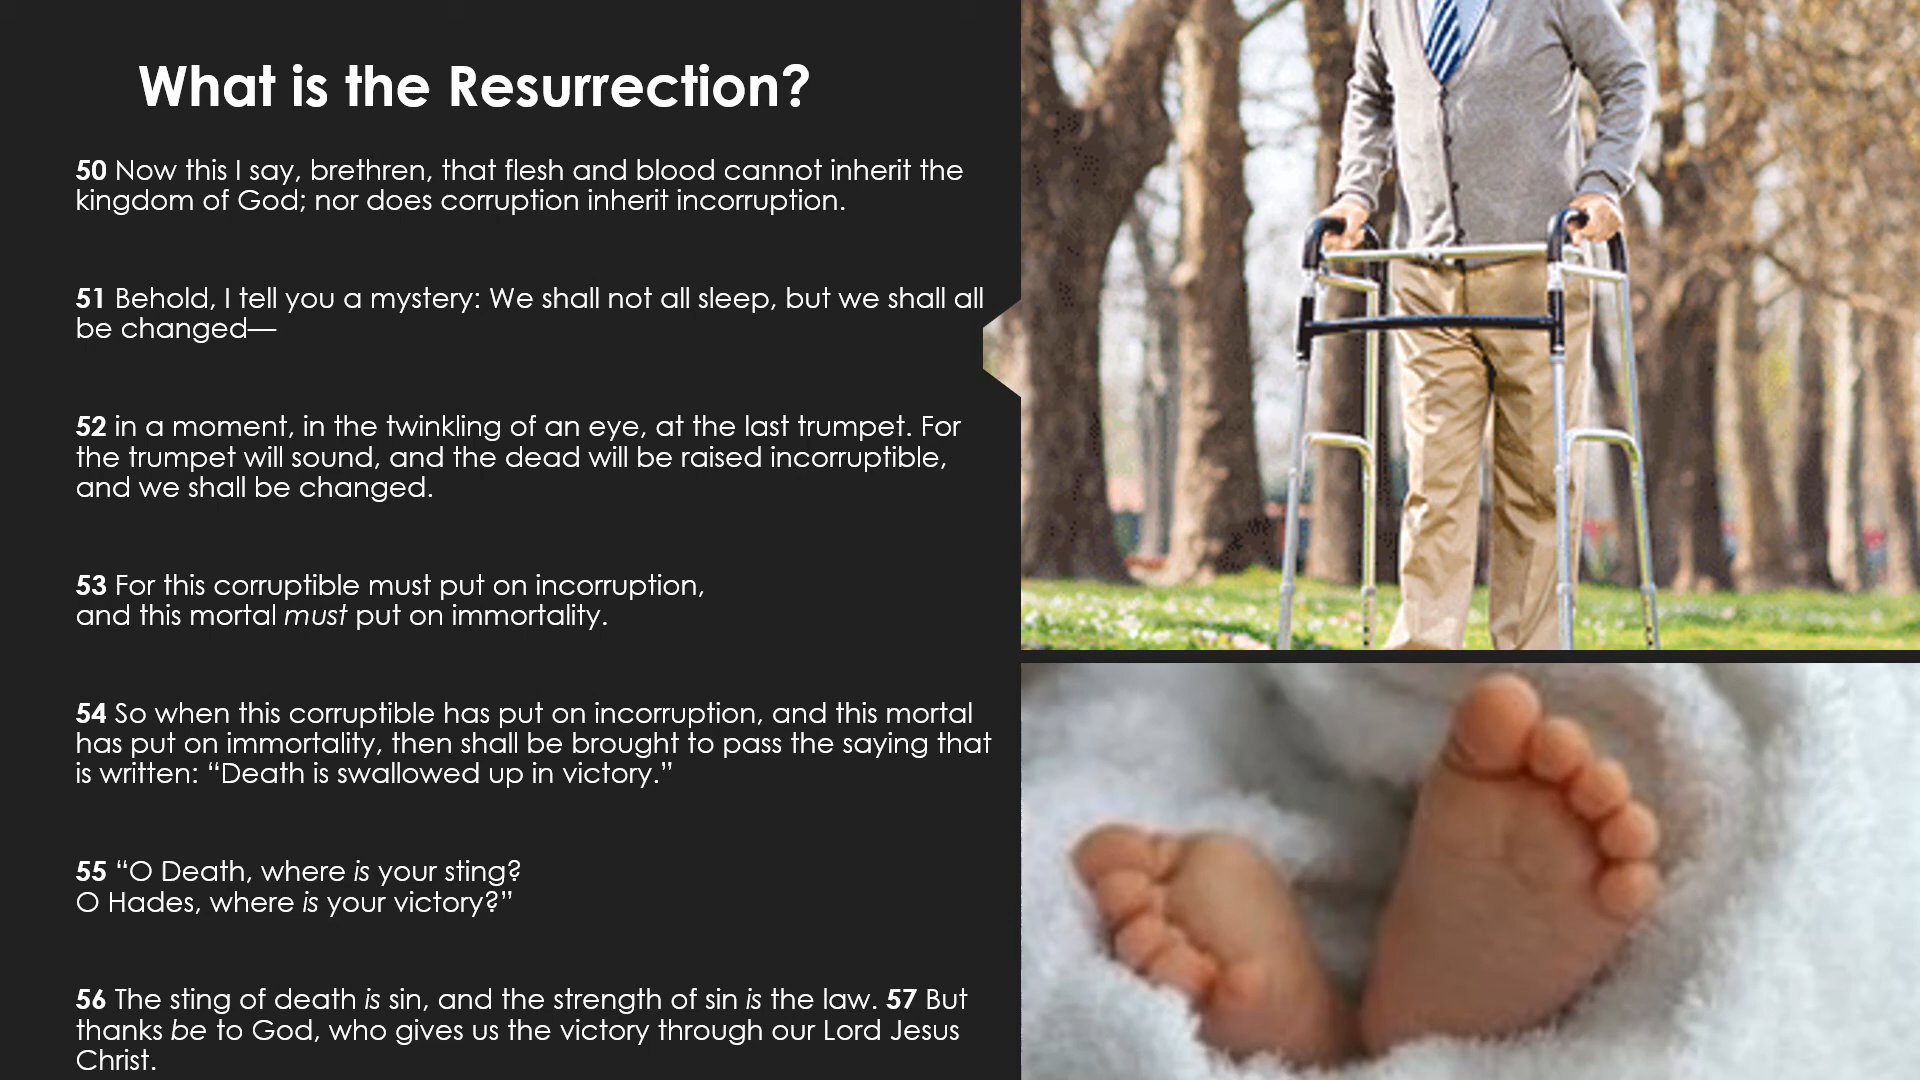 What is the Resurrection?
50 Now this I say, brethren, that flesh and blood cannot inherit the
kingdom of God; nor does corruption inherit incorruption.
51 Behold, I tell you a mystery: We shall not all sleep, but we shall all
be changed—
52 in a moment, in the twinkling of an eye, at the last trumpet. For
the trumpet will sound, and the dead will be raised incorruptible,
and we shall be changed.
53 For this corruptible must put on incorruption,
and this mortal must put on immortality.
54 So when this corruptible has put on incorruption, and this mortal
has put on immortality, then shall be brought to pass the saying that
is written: “Death is swallowed up in victory.”
55 “O Death, where is your sting?
O Hades, where is your victory?”
56 The sting of death is sin, and the strength of sin is the law. 57 But
thanks be to God, who gives us the victory through our Lord Jesus
Christ.